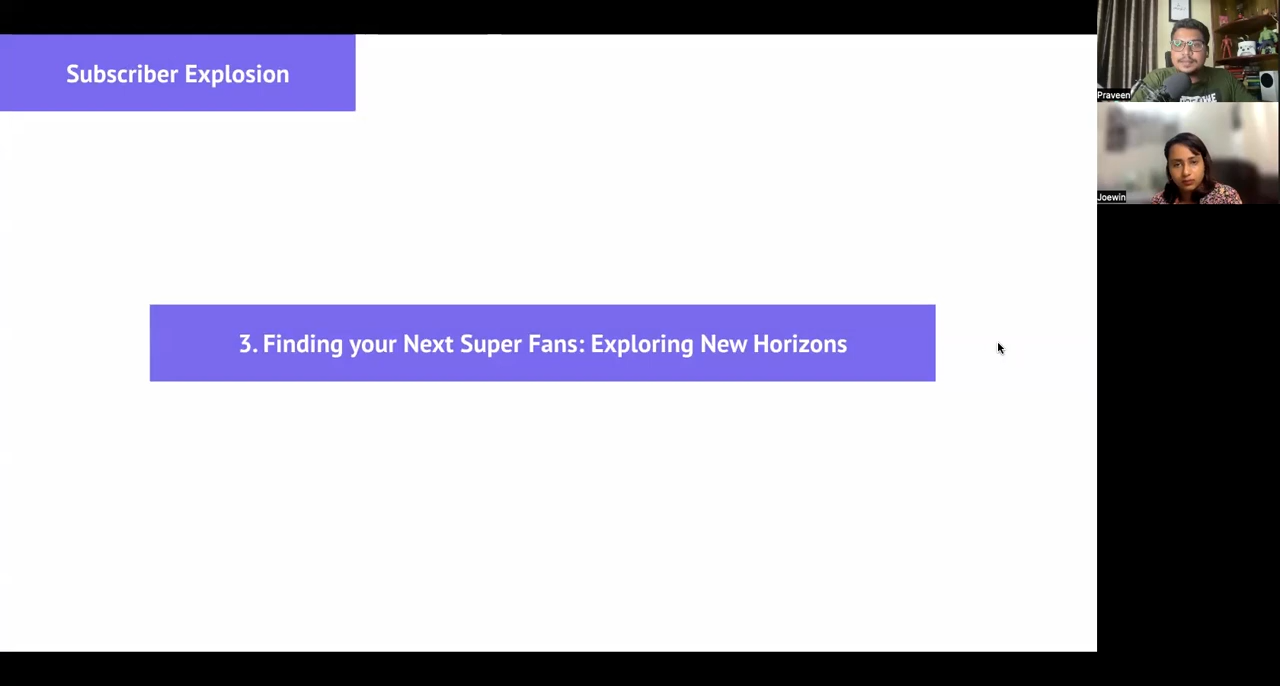 Subscriber Explosion
3. Finding your Next Super Fans: Exploring New Horizons
Praveen
Joewin